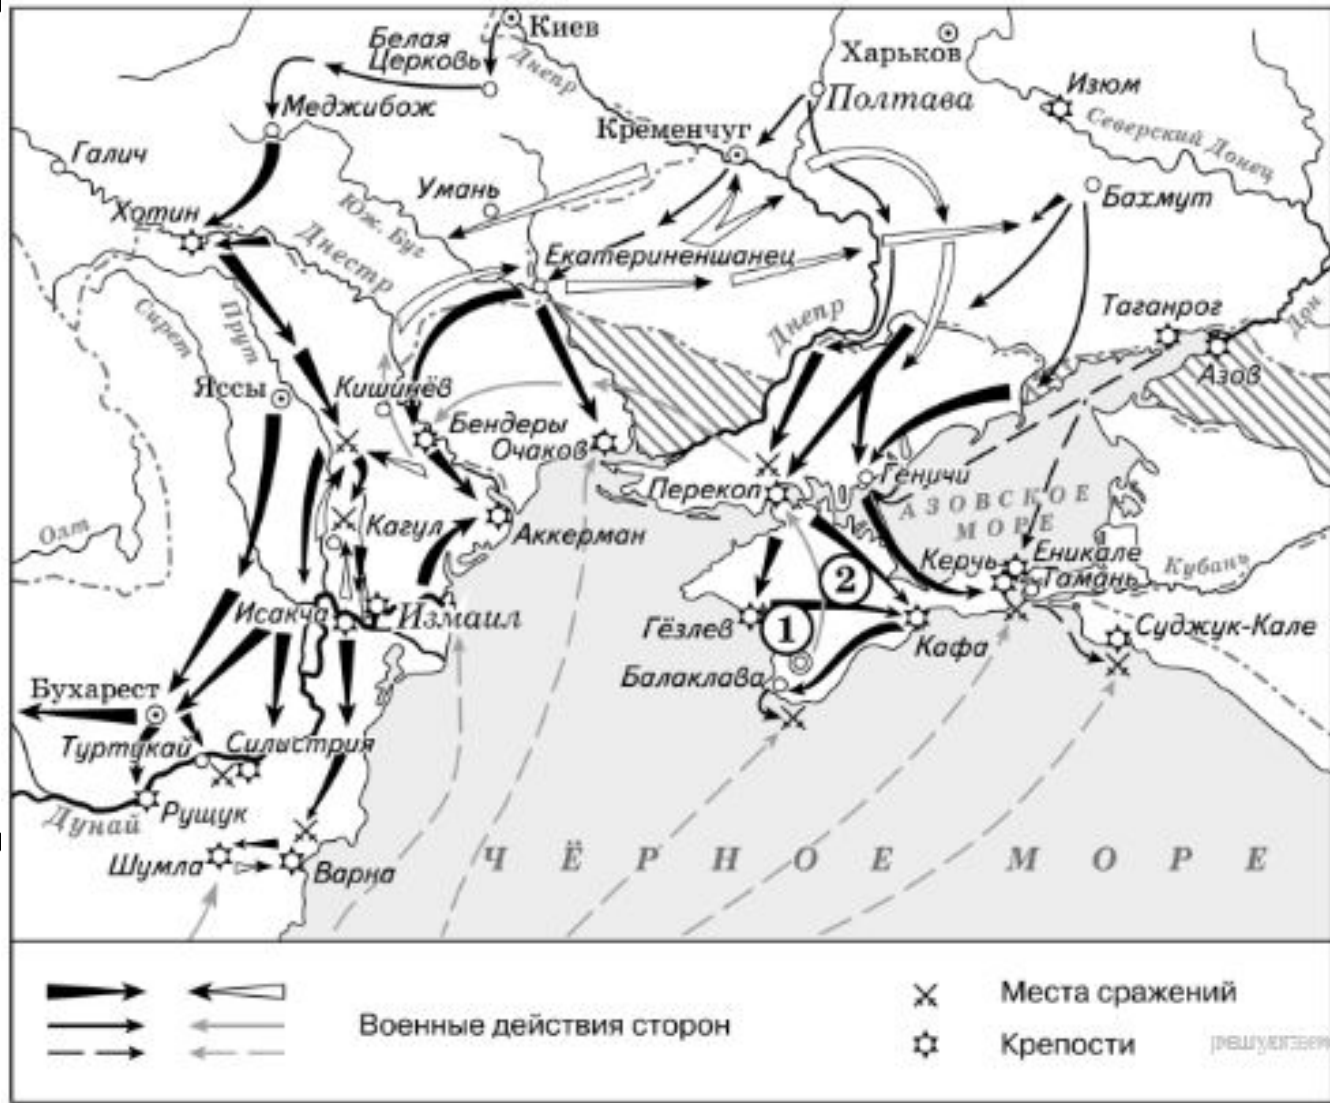 Киев
Белая
Церковь
Днепр
Харьков
Изюм
Меджибож
Полтава
Кременчуг
Северский Донец
Галич
Умань
Бахмут
Хотин
Юж. Буг
Днестр
Екатериненшанец
Днепр
Таганрог
Дон
Сирет
Прут
Яссы
Кишинёв
Азов
Бендеры
Очаков
Геничи
Перекоп
АЗОВСКОЕ
МОРЕ
Олт
Кагул
Аккерман
Керчь
Еникале
Тамань
Кубань
2
Исакча
Измаил
Гёзлев
1
Кафа
Суджук-Кале
Балаклава
Бухарест
Туртукай
Силистрия
Дунай
Рущук
Шумла
Варна
ЧЁРНОЕ МОРЕ
Военные действия сторон
Места сражений
Крепости